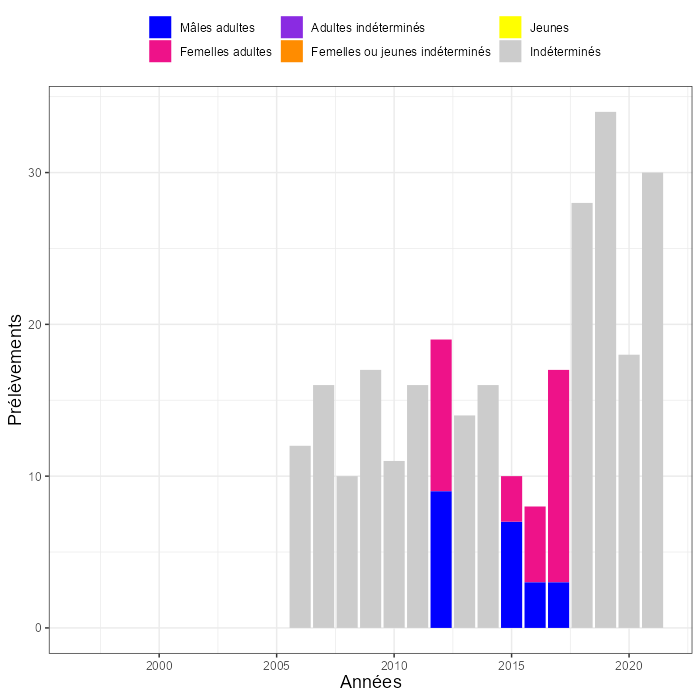 Mâles adultes
Adultes indéterminés
Jeunes
Femelles adultes
Femelles ou jeunes indéterminés
Indéterminés
30
20
10
0
Prélèvements
2000
2005
2010
2015
2020
Années